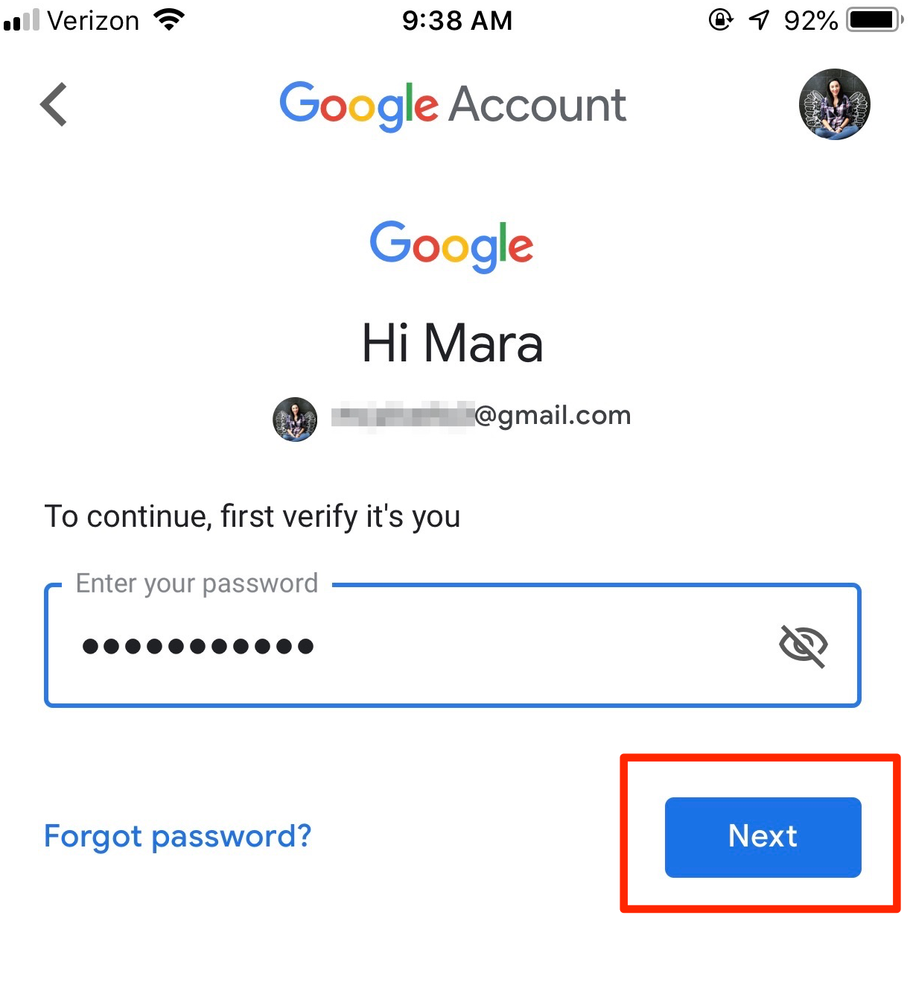 Verizon 9:38 AM 92%
Google Account
Google
Hi Mara
@gmail.com
To continue, first verify it's you
Enter your password
•••••••••••
Forgot password? Next